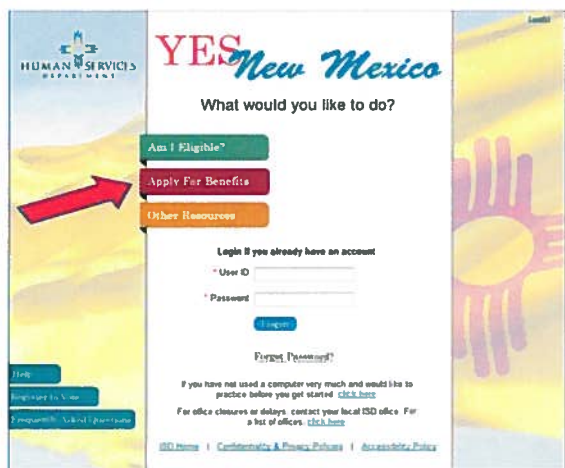 HUMAN SERVICES
DEPARTMENT
YES New Mexico
What would you like to do?
Am I Eligible?
Apply For Benefits
Other Resources
Login if you already have an account
* User ID
* Password
Forgot Password?
Help
Register to Vote
Frequently Asked Questions
If you have not used a computer very much and would like to
practice before you get started click here
For office closures or delays, contact your local ISD office. For
a list of offices, click here
ISD Home | Confidentiality & Privacy Policies | Accessibility Policy